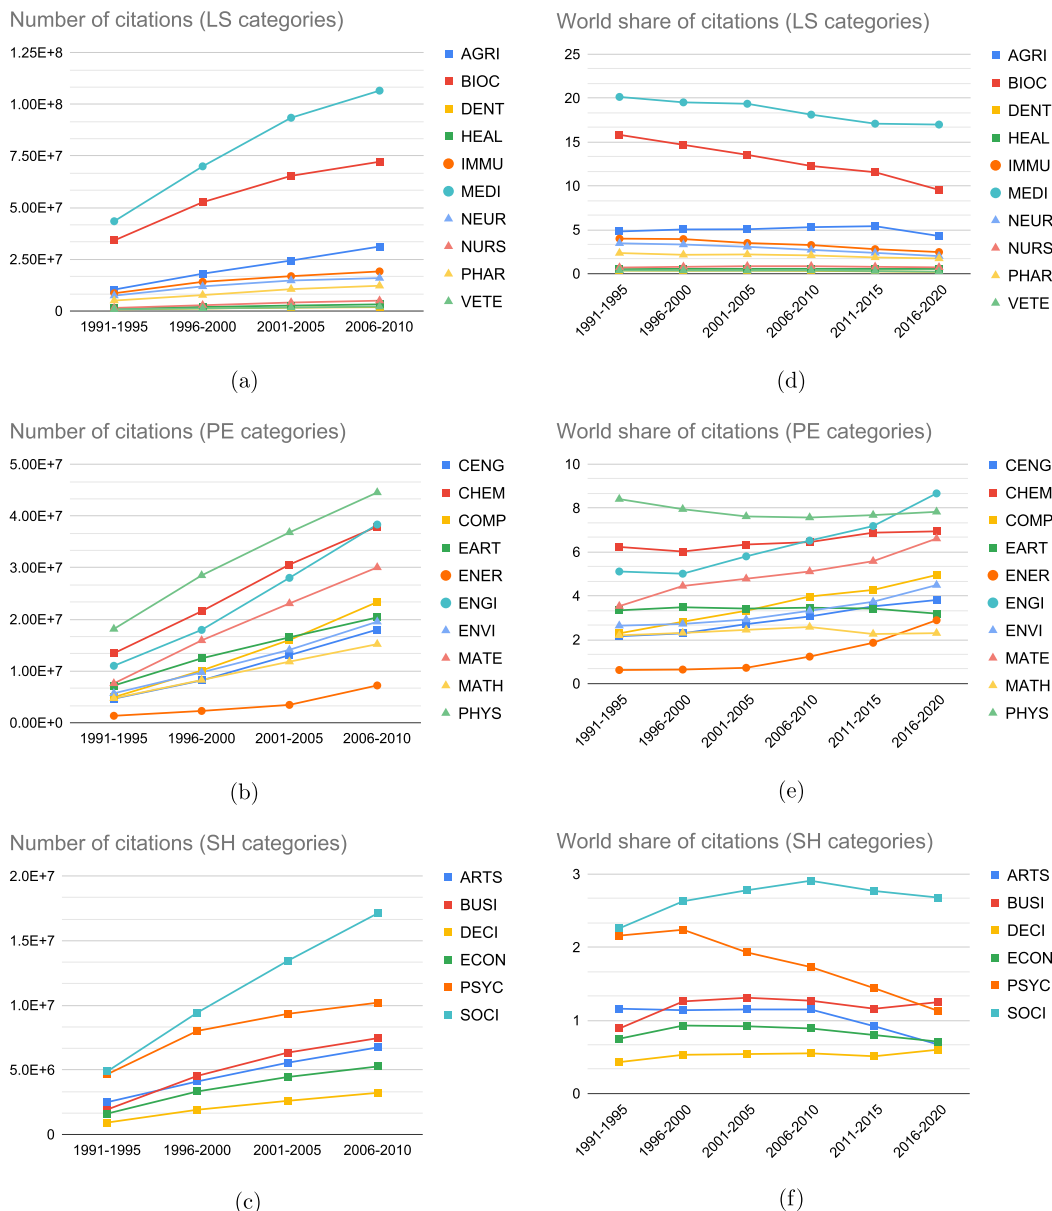 Number of citations (LS categories)
1.25E+8
1.00E+8
7.50E+7
5.00E+7
2.50E+7
0
1991-1995 1996-2000 2001-2005 2006-2010
AGRI
BIOC
DENT
HEAL
IMMU
MEDI
NEUR
NURS
PHAR
VETE
(a)
World share of citations (LS categories)
25
20
15
10
5
0
1991-1995 1996-2000 2001-2005 2006-2010 2011-2015 2016-2020
AGRI
BIOC
DENT
HEAL
IMMU
MEDI
NEUR
NURS
PHAR
VETE
(d)
Number of citations (PE categories)
5.00E+7
4.00E+7
3.00E+7
2.00E+7
1.00E+7
0.00E+0
1991-1995 1996-2000 2001-2005 2006-2010
CENG
CHEM
COMP
EART
ENER
ENGI
ENVI
MATE
MATH
PHYS
(b)
World share of citations (PE categories)
10
8
6
4
2
0
1991-1995 1996-2000 2001-2005 2006-2010 2011-2015 2016-2020
CENG
CHEM
COMP
EART
ENER
ENGI
ENVI
MATE
MATH
PHYS
(e)
Number of citations (SH categories)
2.0E+7
1.5E+7
1.0E+7
5.0E+6
0
1991-1995 1996-2000 2001-2005 2006-2010
ARTS
BUSI
DECI
ECON
PSYC
SOCI
(c)
World share of citations (SH categories)
3
2
1
0
1991-1995 1996-2000 2001-2005 2006-2010 2011-2015 2016-2020
ARTS
BUSI
DECI
ECON
PSYC
SOCI
(f)